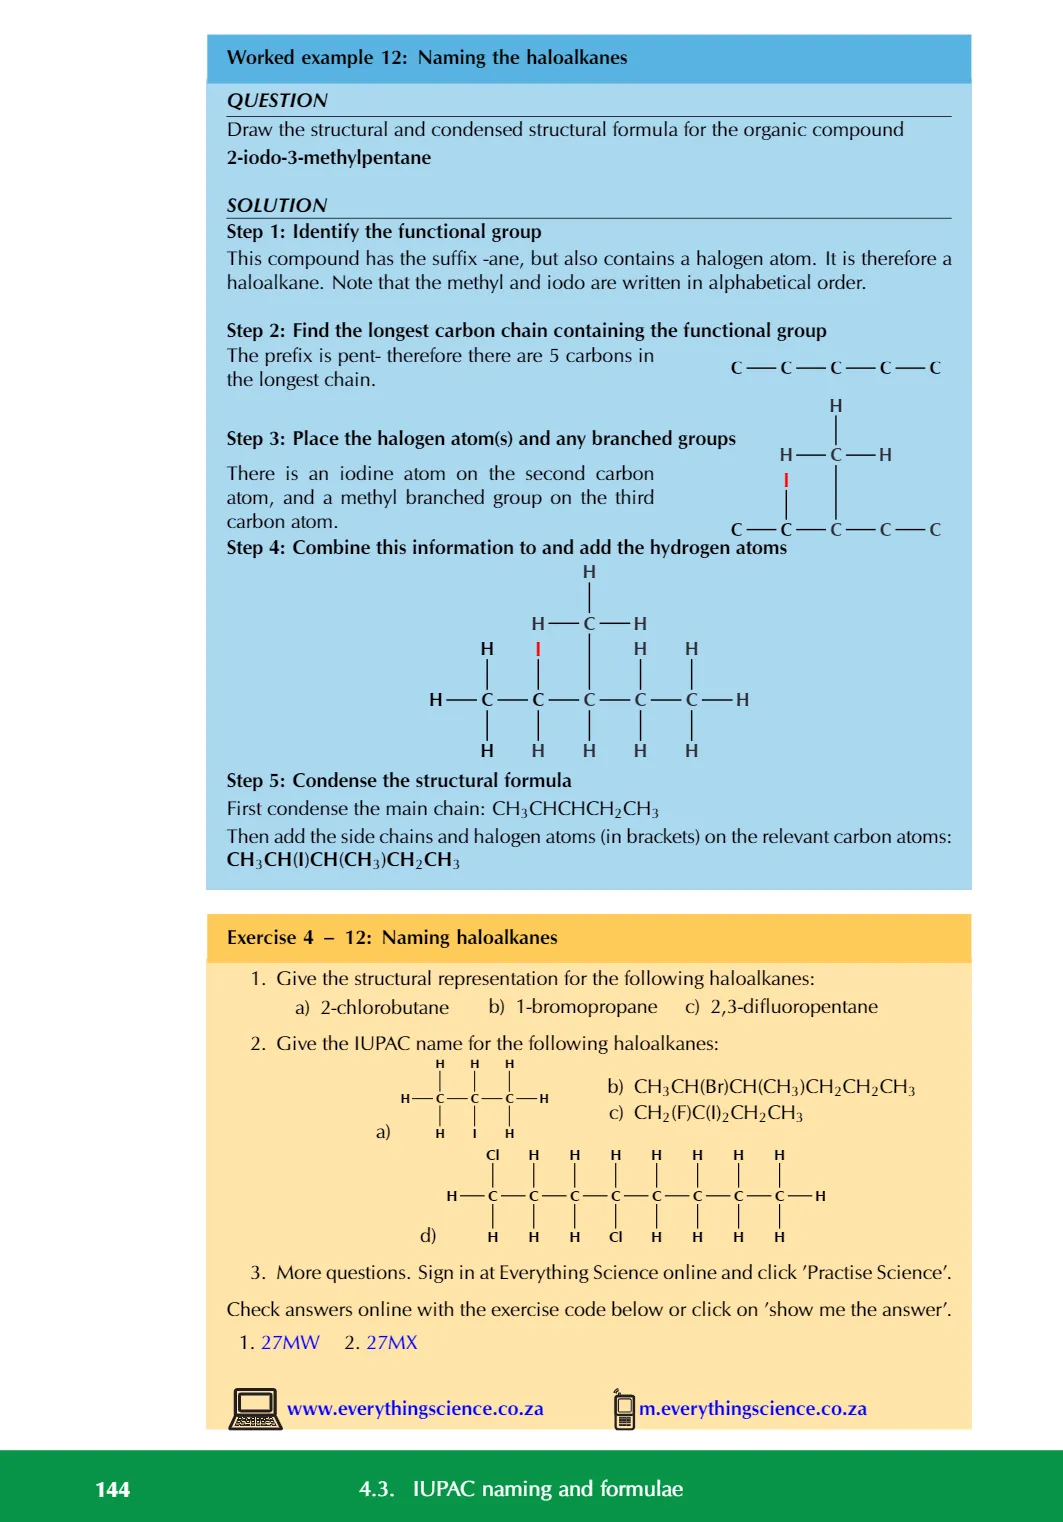 Worked example 12: Naming the haloalkanes
QUESTION
Draw the structural and condensed structural formula for the organic compound
2-iodo-3-methylpentane
SOLUTION
Step 1: Identify the functional group
This compound has the suffix -ane, but also contains a halogen atom. It is therefore a
haloalkane. Note that the methyl and iodo are written in alphabetical order.
Step 2: Find the longest carbon chain containing the functional group
The prefix is pent- therefore there are 5 carbons in
the longest chain.
C C C C C
Step 3: Place the halogen atom(s) and any branched groups
There is an iodine atom on the second carbon
atom, and a methyl branched group on the third
carbon atom.
H
H C H
I
C C C C C
Step 4: Combine this information to and add the hydrogen atoms
H
H C H
H I H H
H C C C C C H
H H H H H
Step 5: Condense the structural formula
First condense the main chain: CH₃CHCHCH₂CH₃
Then add the side chains and halogen atoms (in brackets) on the relevant carbon atoms:
CH₃CH(I)CH(CH₃)CH₂CH₃
Exercise 4 – 12: Naming haloalkanes
1. Give the structural representation for the following haloalkanes:
a) 2-chlorobutane b) 1-bromopropane c) 2,3-difluoropentane
2. Give the IUPAC name for the following haloalkanes:
H H H
H C C C H
a) H I H
b) CH₃CH(Br)CH(CH₃)CH₂CH₂CH₃
c) CH₂(F)C(I)₂CH₂CH₃
Cl H H H H H H H
H C C C C C C C C H
d) H H H Cl H H H H
3. More questions. Sign in at Everything Science online and click ’Practise Science’.
Check answers online with the exercise code below or click on ’show me the answer’.
1. 27MW 2. 27MX
www.everythingscience.co.za m.everythingscience.co.za
144 4.3. IUPAC naming and formulae